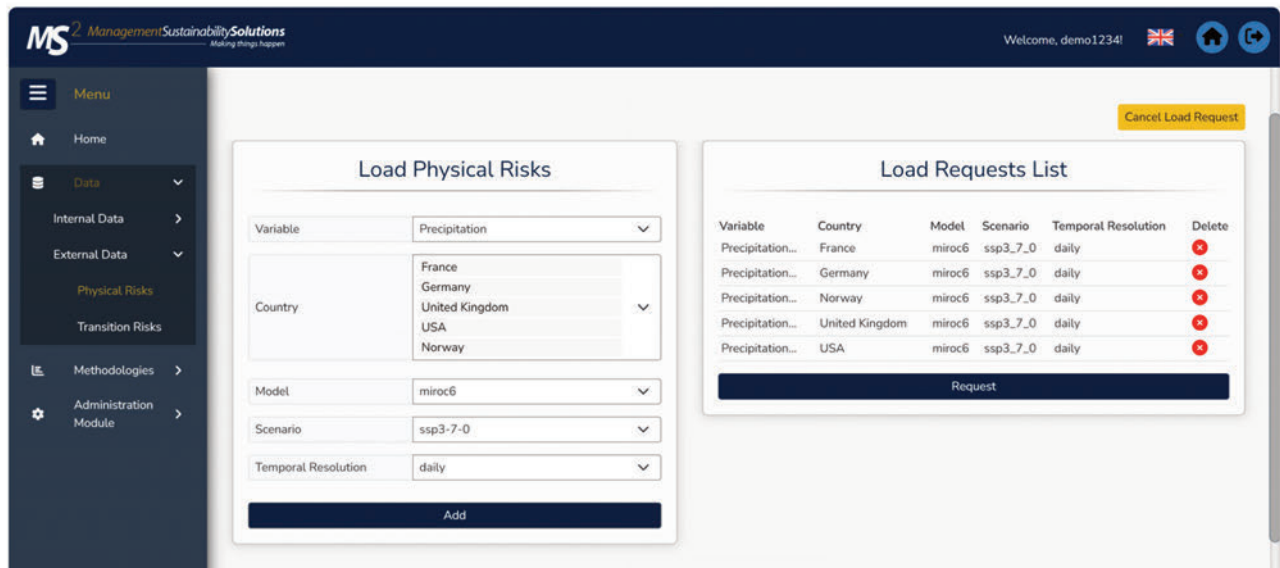 MS2 ManagementSustainabilitySolutions
Making things happen
Welcome, demo1234!
Menu
Home
Data
Internal Data
External Data
Physical Risks
Transition Risks
Methodologies
Administration
Module
Cancel Load Request
Load Physical Risks
Variable Precipitation
Country
France
Germany
United Kingdom
USA
Norway
Model miroc6
Scenario ssp3-7-0
Temporal Resolution daily
Add
Load Requests List
Variable Country Model Scenario Temporal Resolution Delete
Precipitation... France miroc6 ssp3_7_0 daily
Precipitation... Germany miroc6 ssp3_7_0 daily
Precipitation... Norway miroc6 ssp3_7_0 daily
Precipitation... United Kingdom miroc6 ssp3_7_0 daily
Precipitation... USA miroc6 ssp3_7_0 daily
Request